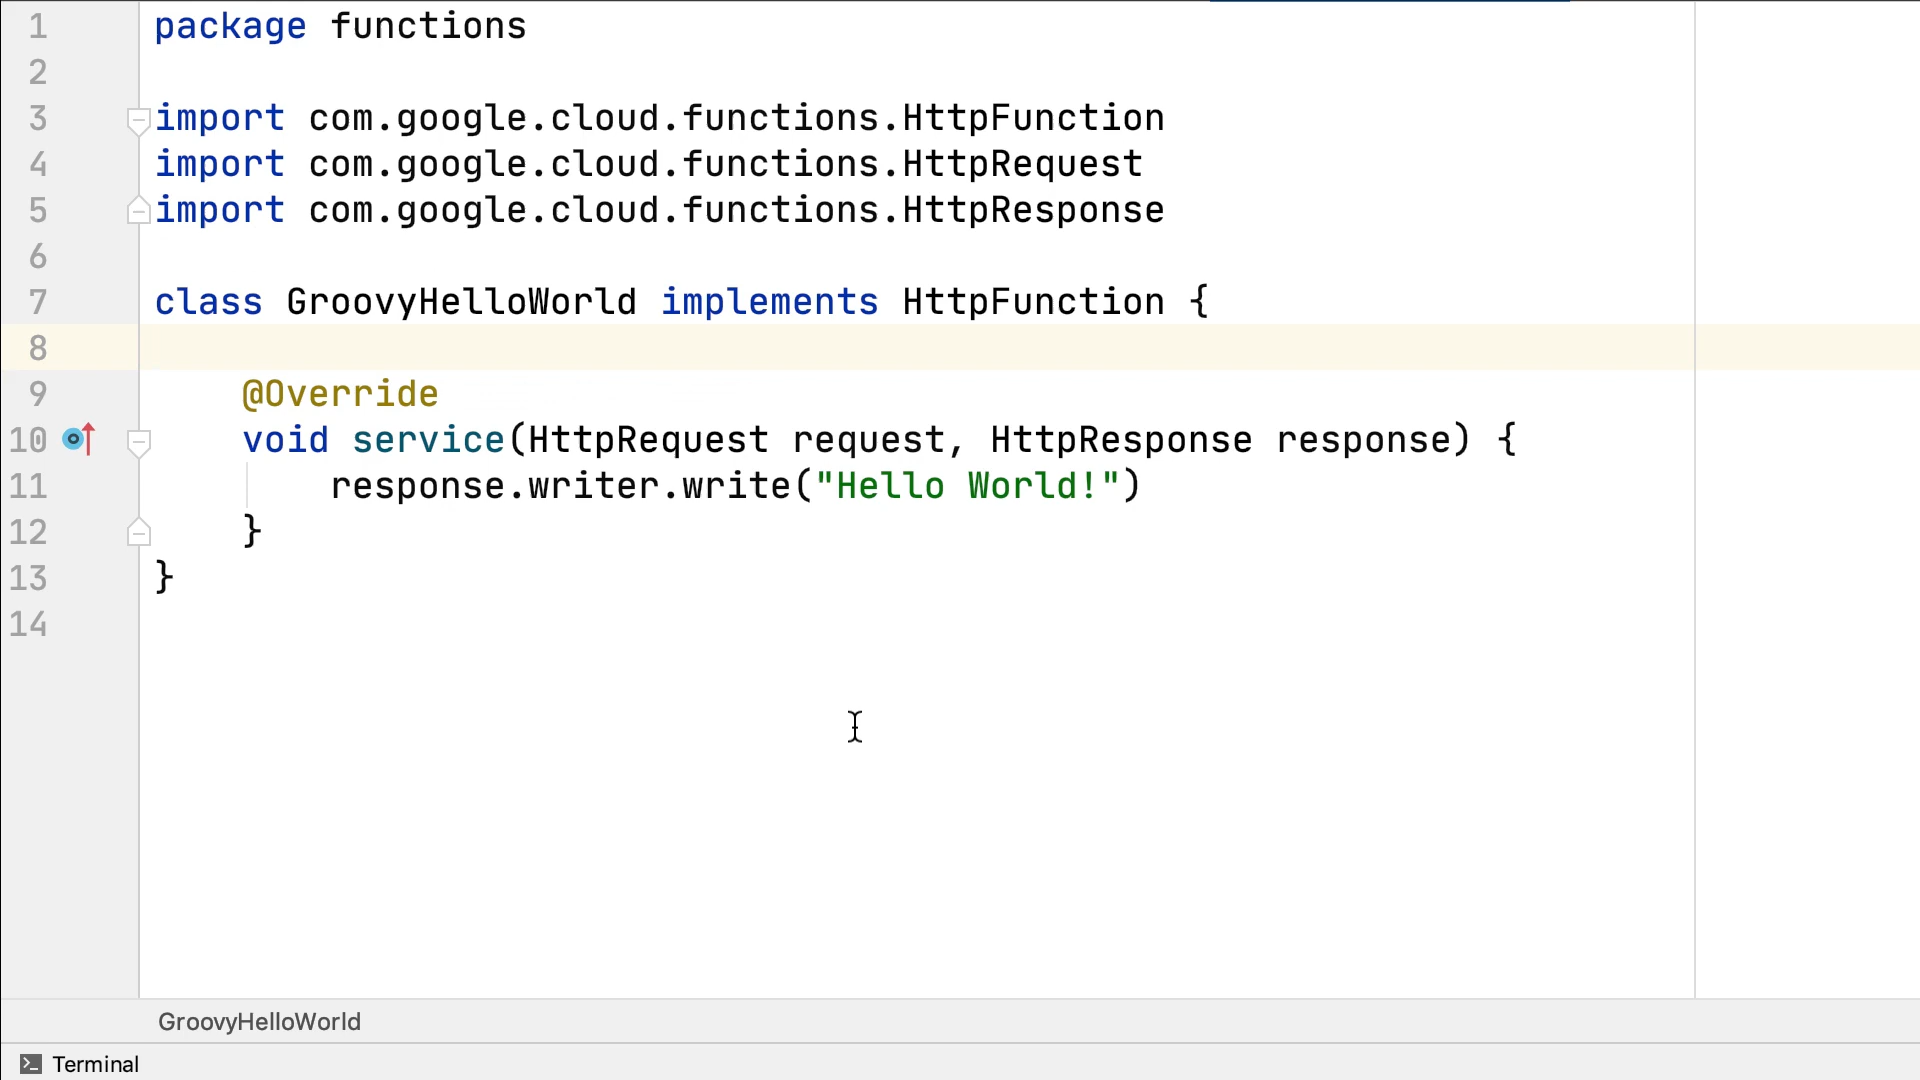 1 package functions
2
3 import com.google.cloud.functions.HttpFunction
4 import com.google.cloud.functions.HttpRequest
5 import com.google.cloud.functions.HttpResponse
6
7 class GroovyHelloWorld implements HttpFunction {
8
9     @Override
10     void service(HttpRequest request, HttpResponse response) {
11         response.writer.write("Hello World!")
12     }
13 }
14
GroovyHelloWorld
Terminal